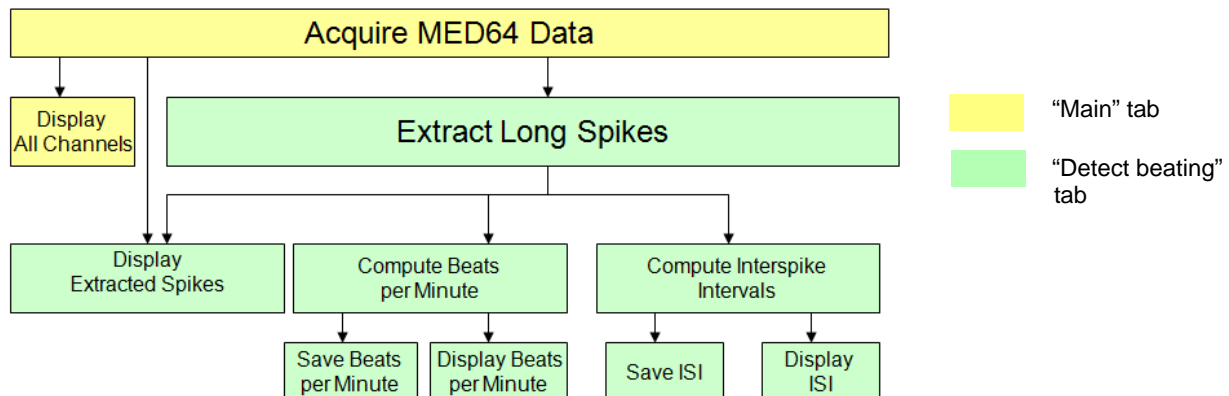 Acquire MED64 Data
Display
All Channels
Extract Long Spikes
“Main” tab
“Detect beating”
tab
Display
Extracted Spikes
Compute Beats
per Minute
Compute Interspike
Intervals
Save Beats
per Minute
Display Beats
per Minute
Save ISI
Display
ISI